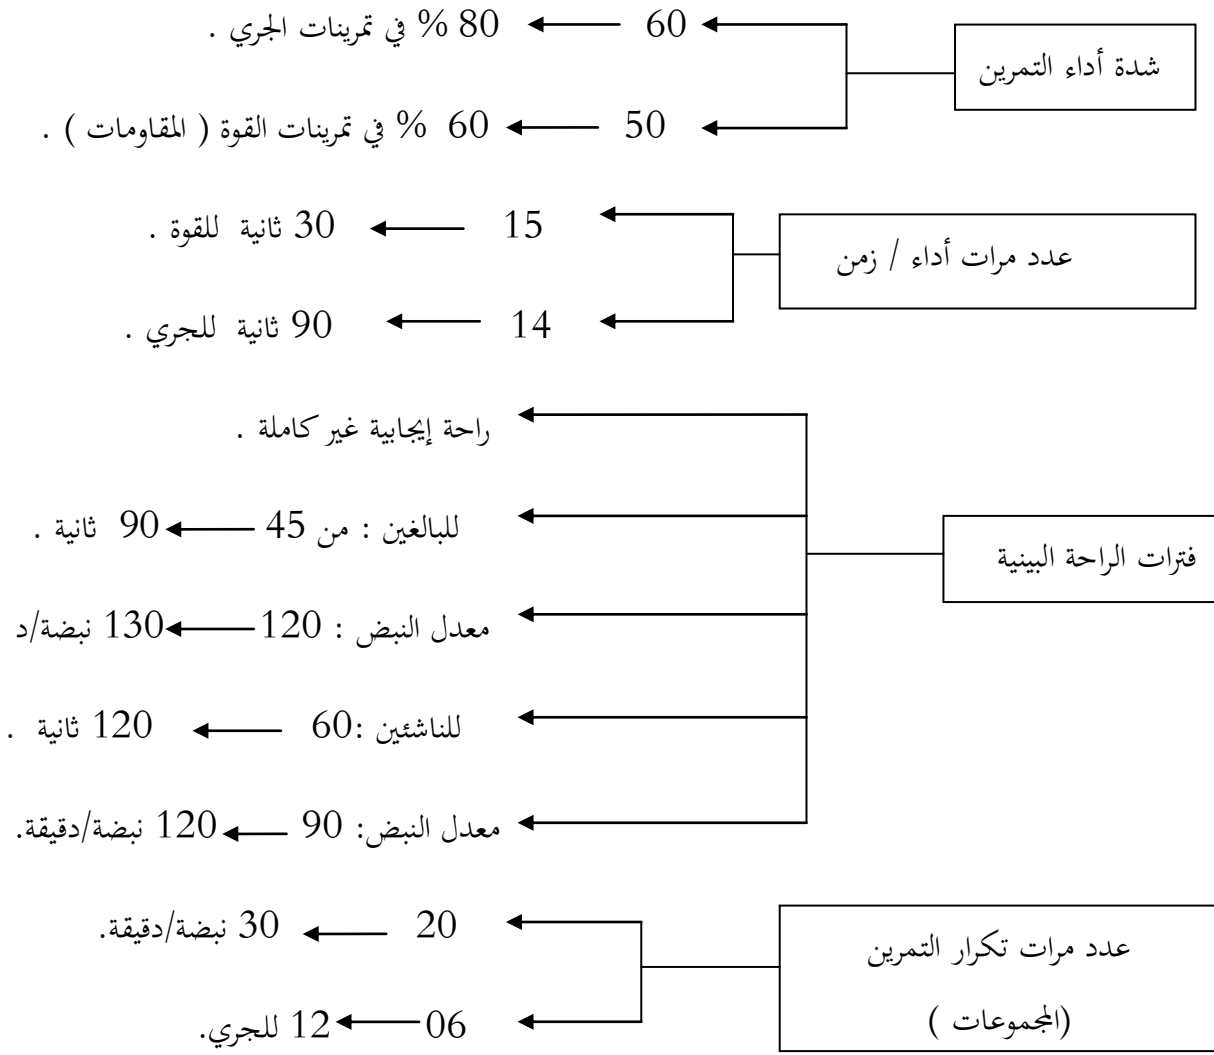 شدة أداء التمرين
60 80 % في تمرينات الجري .
50 60 % في تمرينات القوة ( المقاومات ) .
عدد مرات أداء / زمن
15 30 ثانية للقوة .
14 90 ثانية للجري .
فترات الراحة البينية
راحة إيجابية غير كاملة .
للبالغين : من 45 90 ثانية .
معدل النبض : 120 130 نبضة/د
للناشئين :60 120 ثانية .
معدل النبض: 90 120 نبضة/دقيقة.
عدد مرات تكرار التمرين
(المجموعات )
20 30 نبضة/دقيقة.
06 12 للجري.